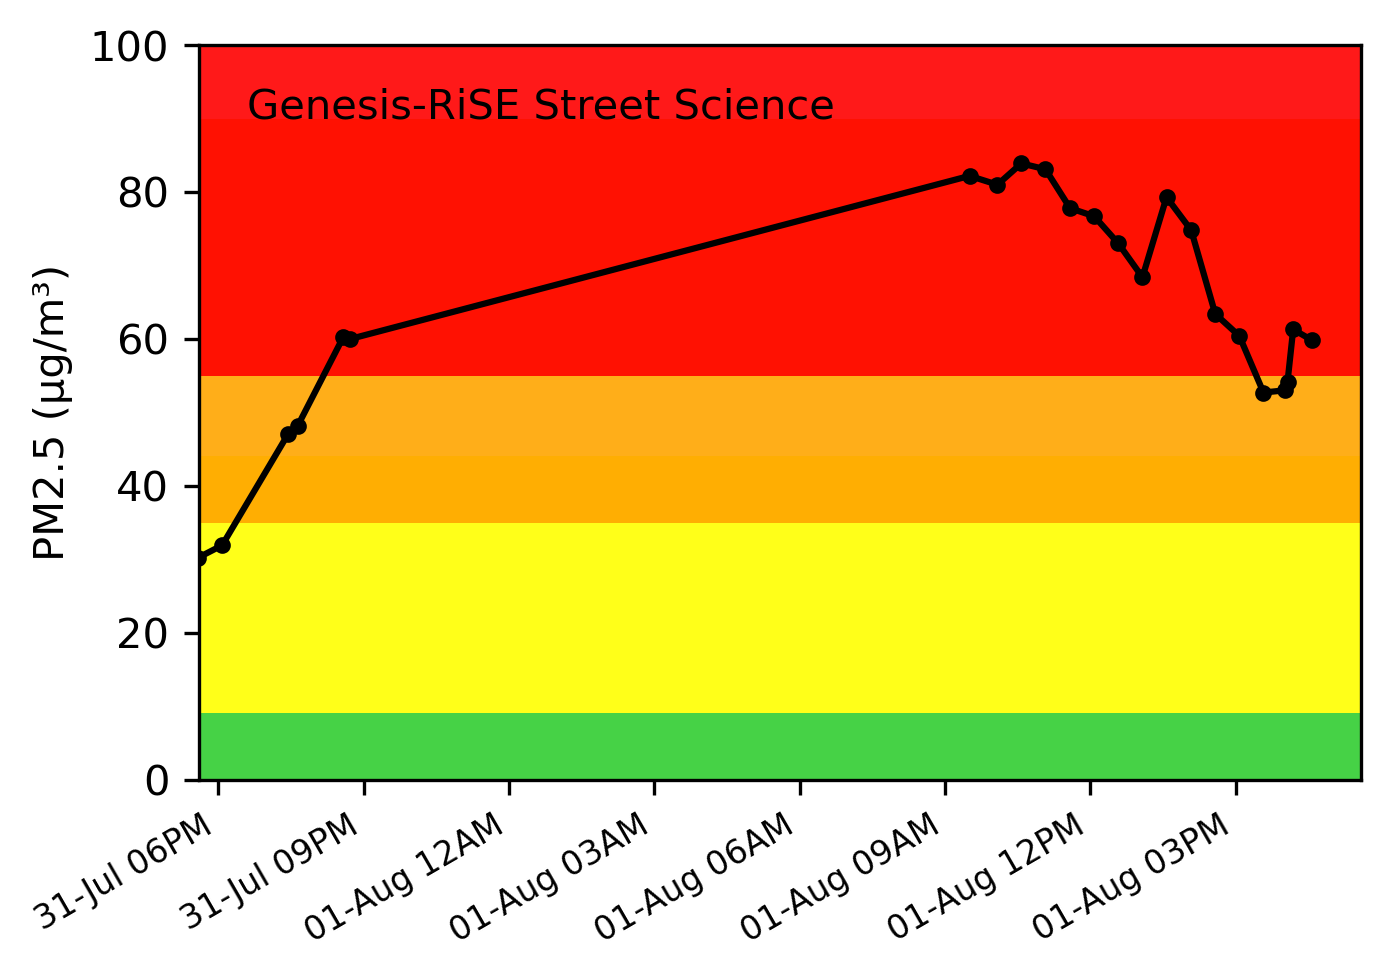 Genesis-RiSE Street Science
PM2.5 (μg/m³)
100
80
60
40
20
0
31-Jul 06PM
31-Jul 09PM
01-Aug 12AM
01-Aug 03AM
01-Aug 06AM
01-Aug 09AM
01-Aug 12PM
01-Aug 03PM